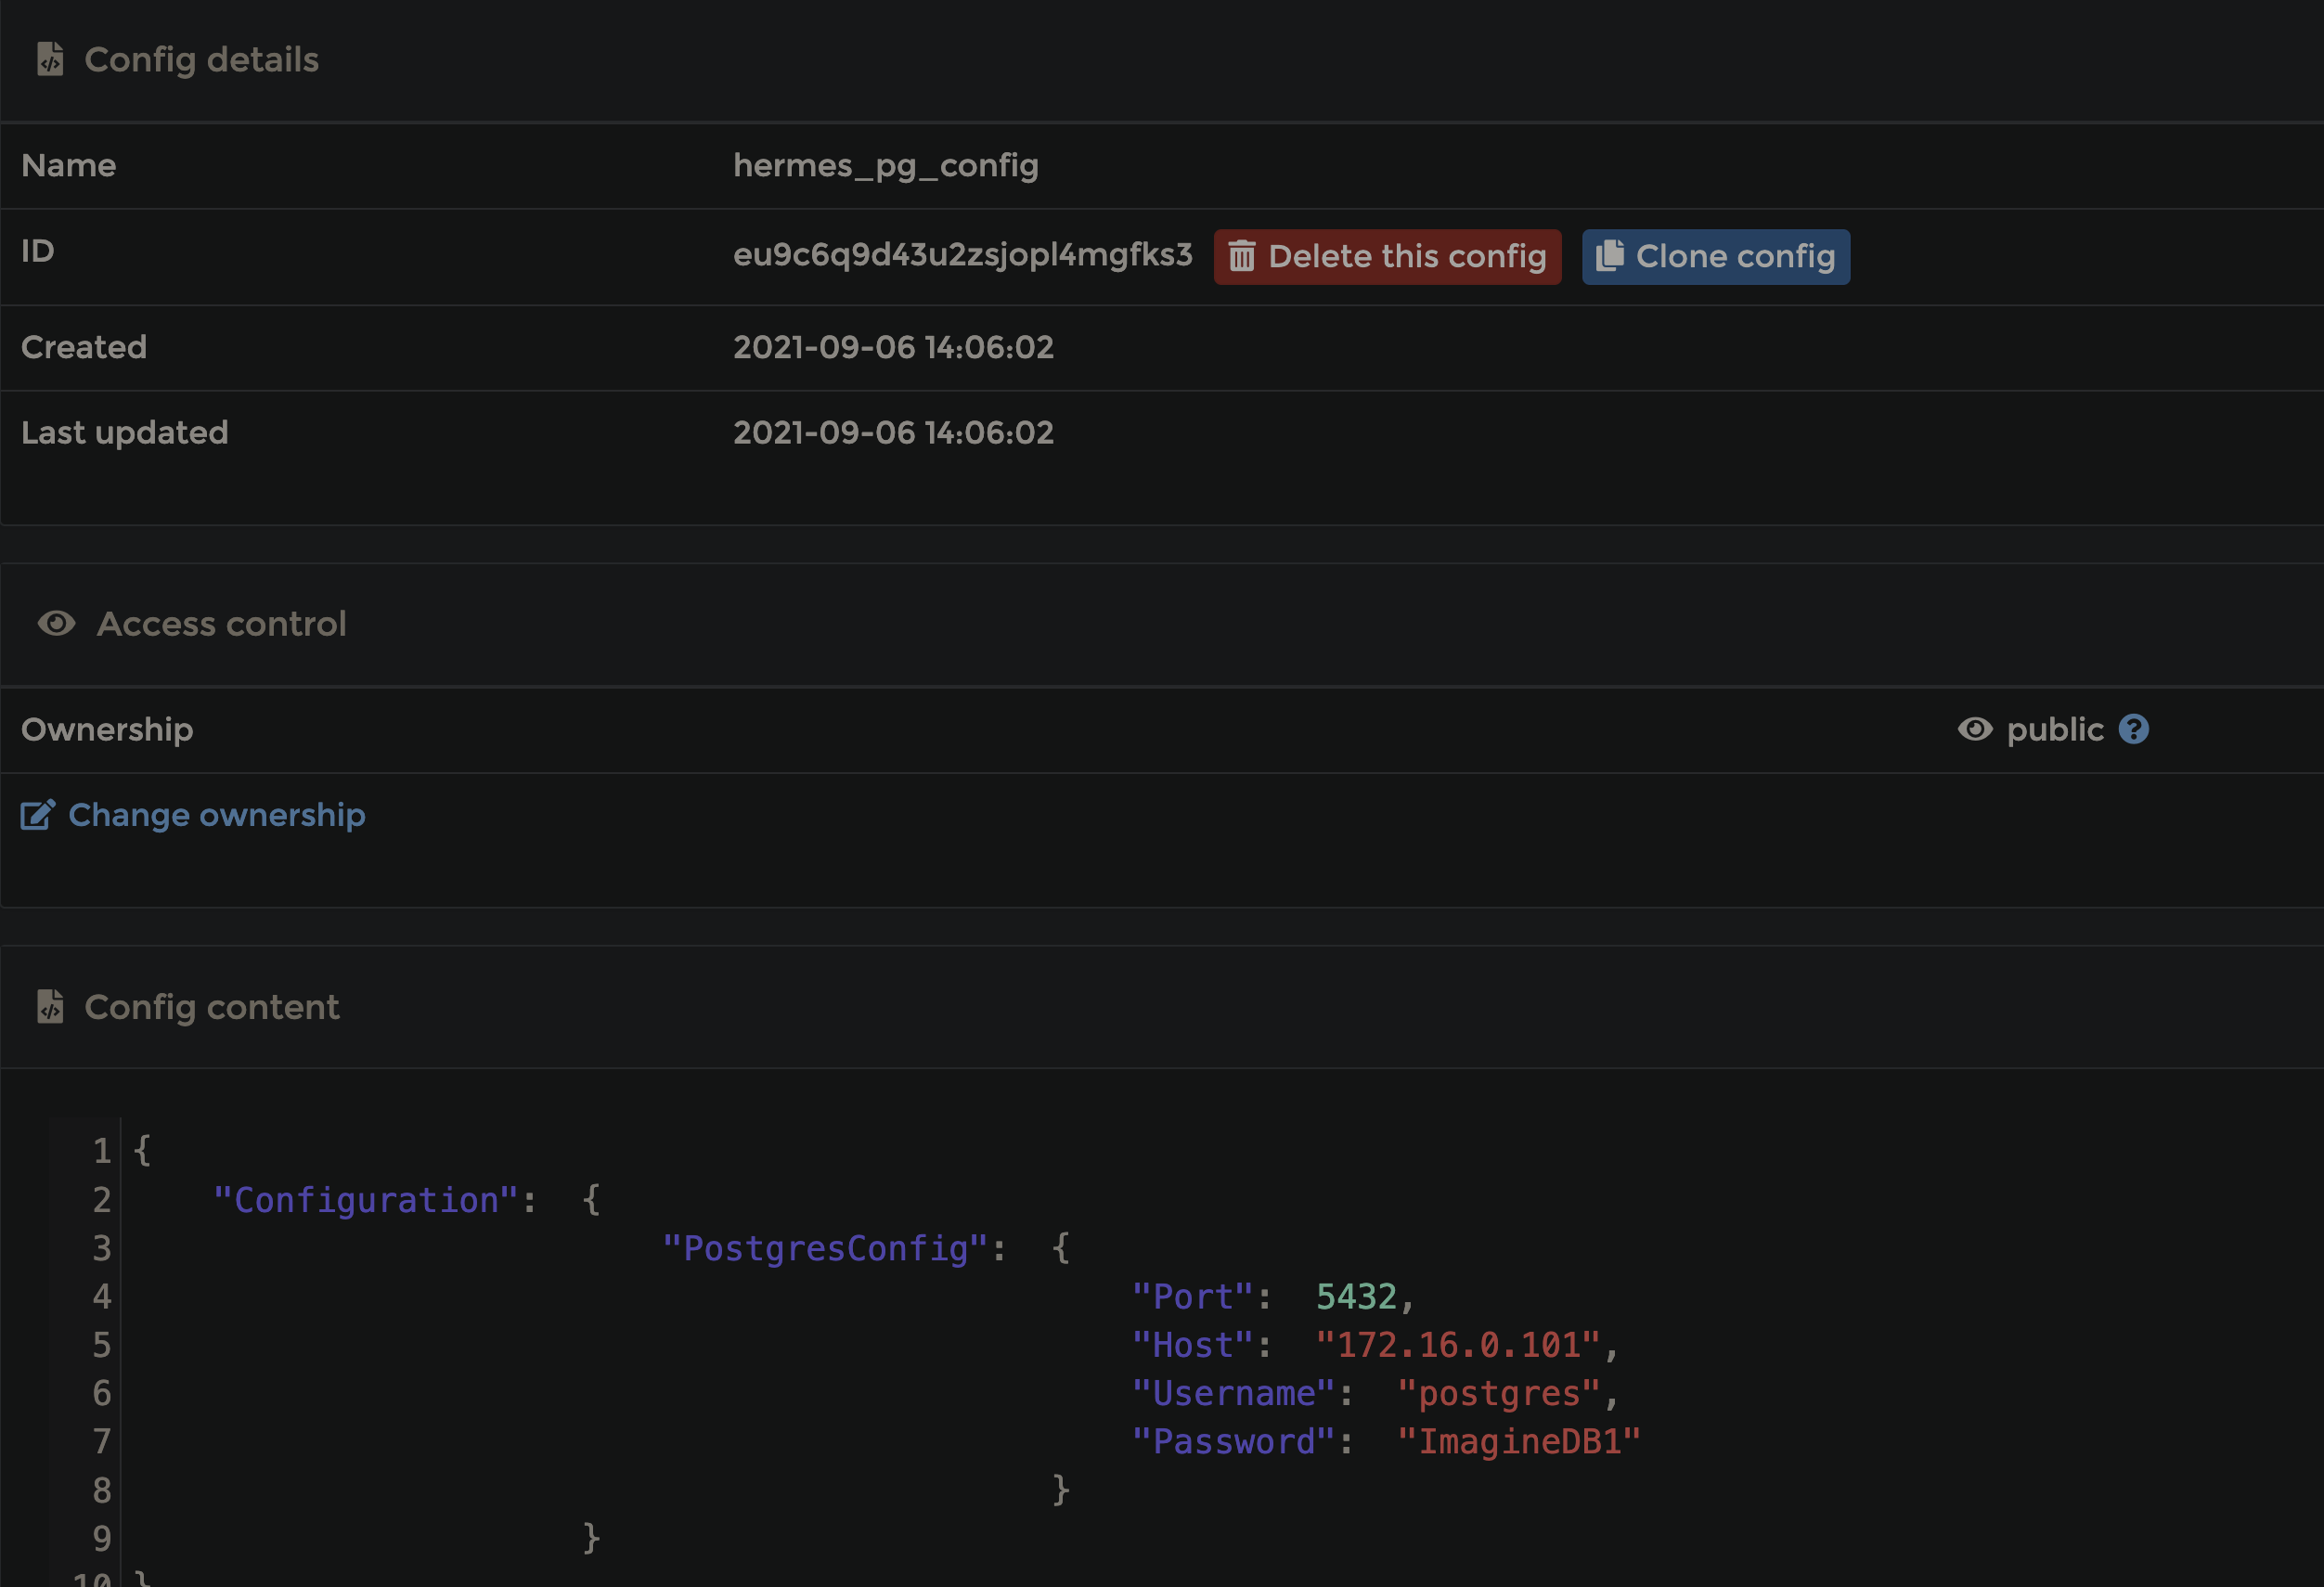 Config details
Name hermes_pg_config
ID eu9c6q9d43u2zsjopl4mgfks3 Delete this config Clone config
Created 2021-09-06 14:06:02
Last updated 2021-09-06 14:06:02
Access control
Ownership public
Change ownership
Config content
1 {
2 "Configuration": {
3 "PostgresConfig": {
4 "Port": 5432,
5 "Host": "172.16.0.101",
6 "Username": "postgres",
7 "Password": "ImagineDB1"
8 }
9 }
10 }